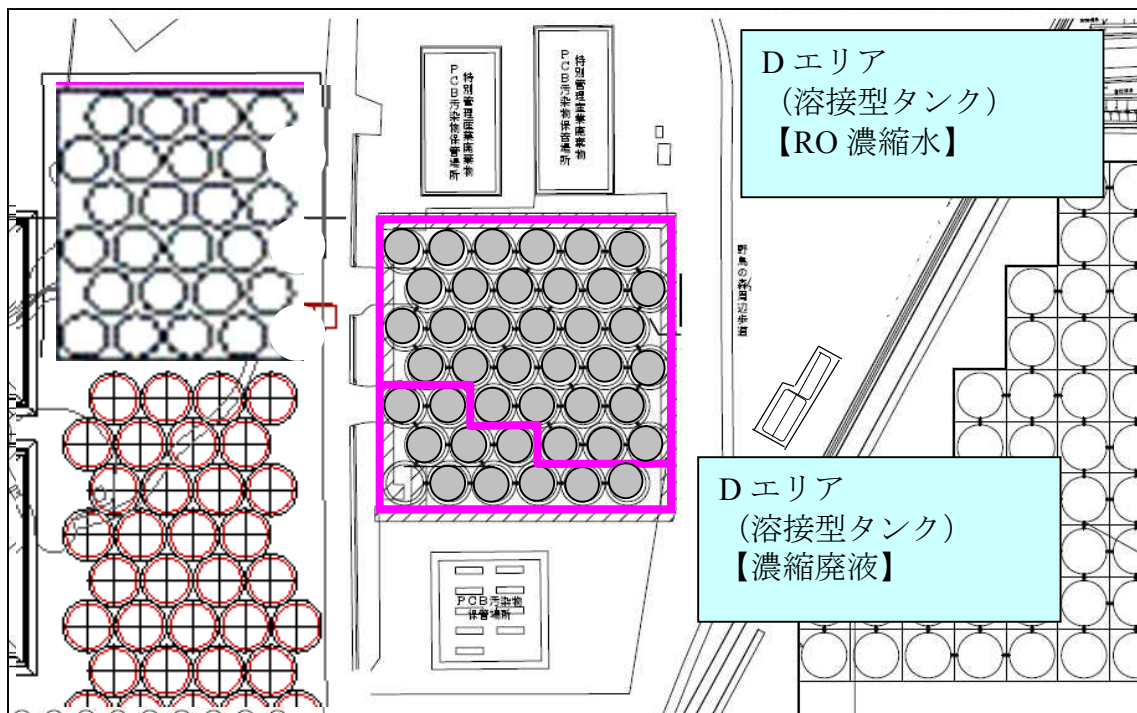 特別管理産業廃棄物
PCB汚染物保管場所
特別管理産業廃棄物
PCB汚染物保管場所
D エリア
（溶接型タンク）
【RO 濃縮水】
野鳥の森周辺歩道
D エリア
（溶接型タンク）
【濃縮廃液】
PCB汚染物
保管場所